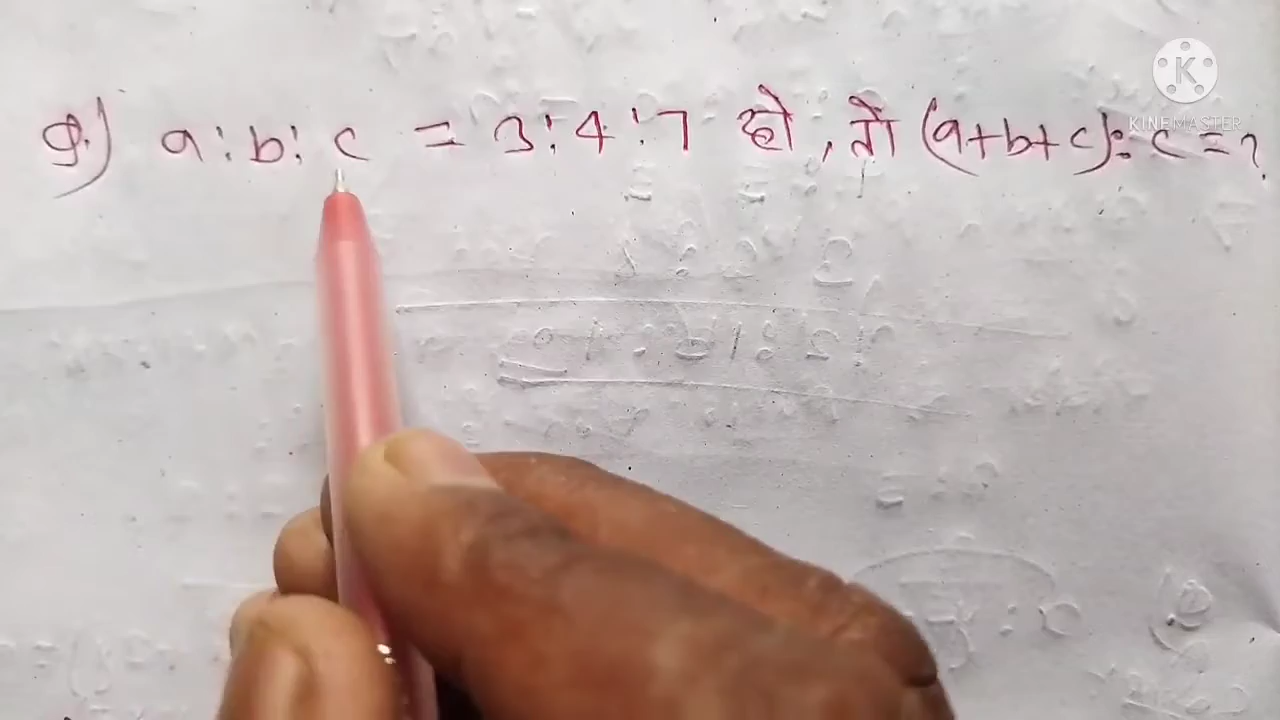 प्र.) a:b:c = 3:4:7 हो, तो (a+b+c):c = ?
KINEMASTER